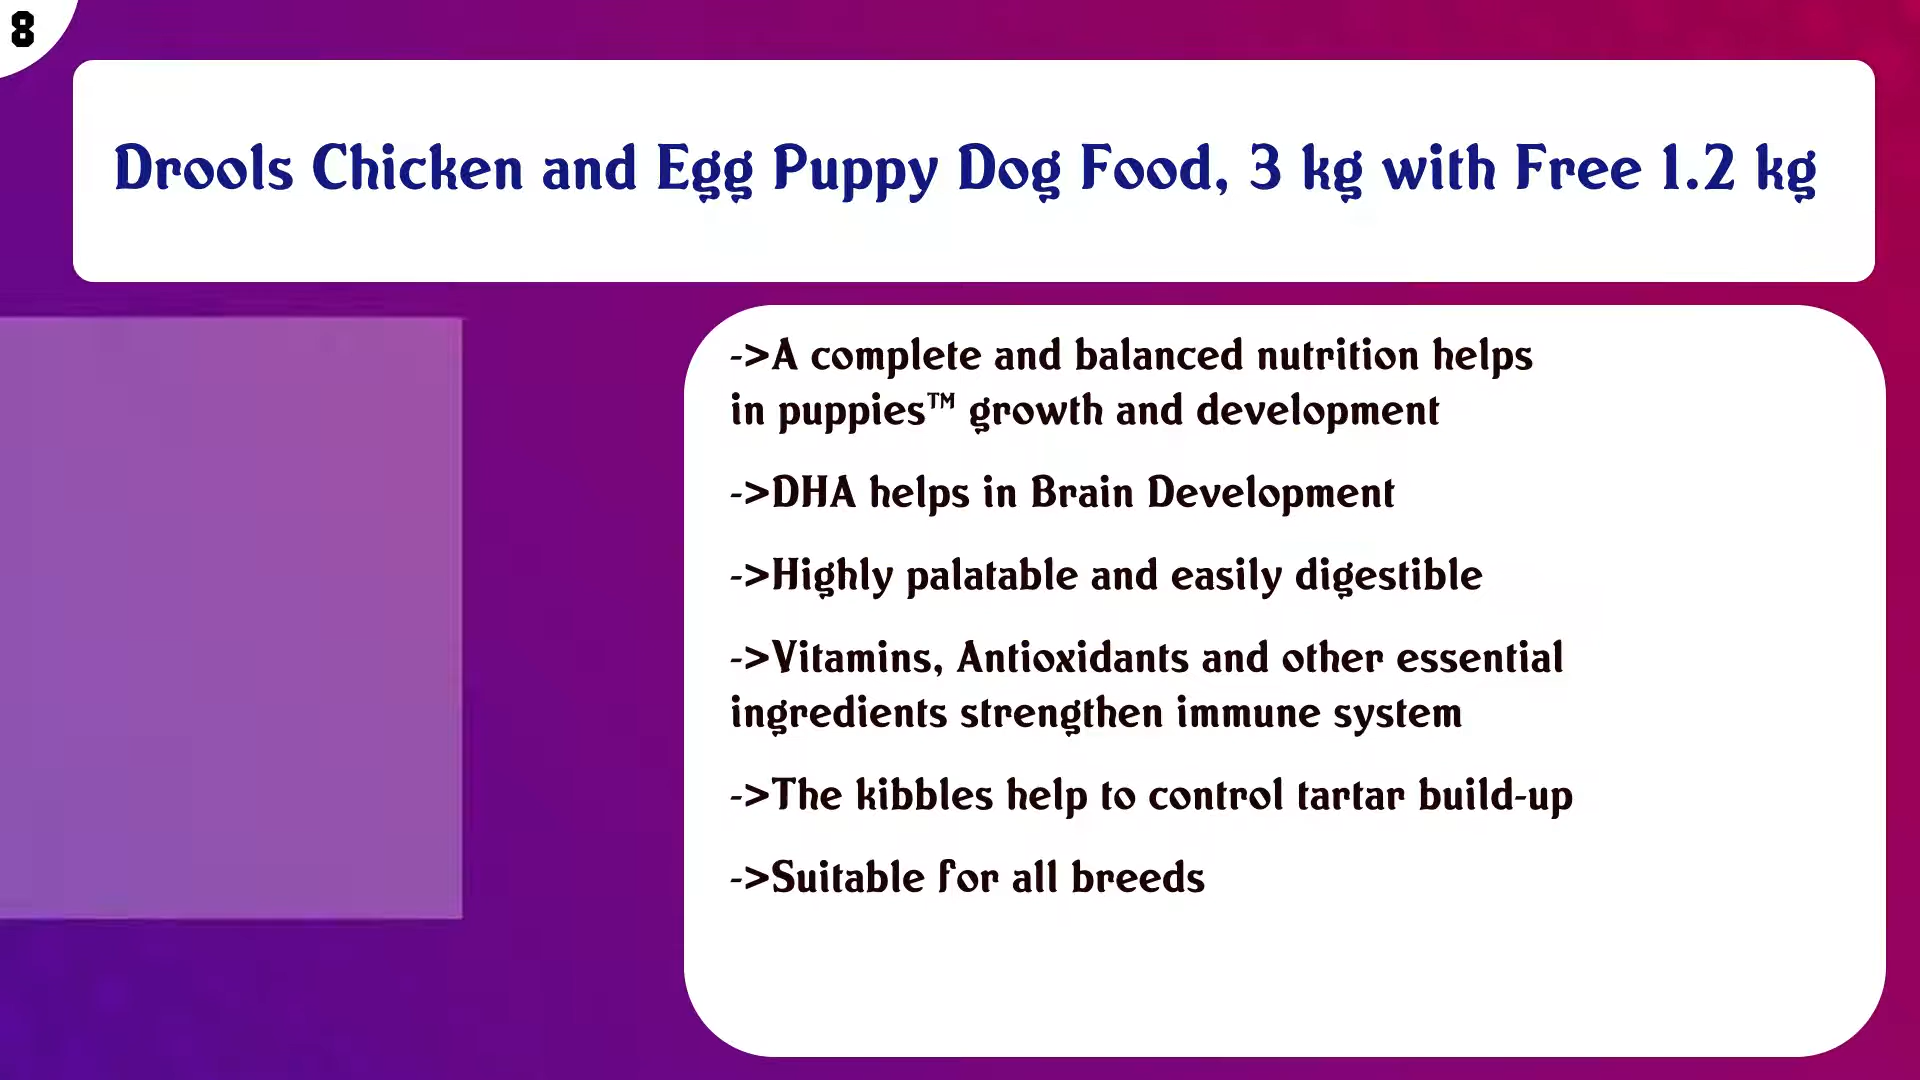 8
Drools Chicken and Egg Puppy Dog Food, 3 kg with Free 1.2 kg
->A complete and balanced nutrition helps
in puppies™ growth and development
->DHA helps in Brain Development
->Highly palatable and easily digestible
->Vitamins, Antioxidants and other essential
ingredients strengthen immune system
->The kibbles help to control tartar build-up
->Suitable for all breeds